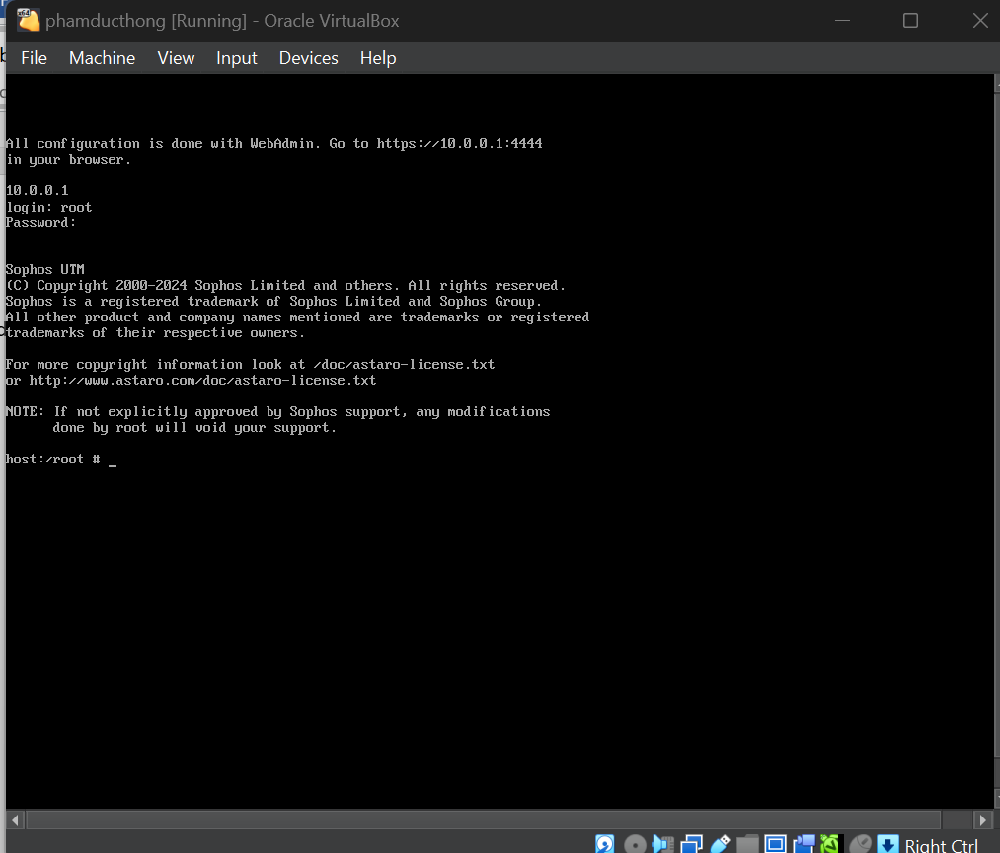 phamducthong [Running] - Oracle VirtualBox
File Machine View Input Devices Help
All configuration is done with WebAdmin. Go to https://10.0.0.1:4444
in your browser.
10.0.0.1
login: root
Password:
Sophos UTM
(C) Copyright 2000-2024 Sophos Limited and others. All rights reserved.
Sophos is a registered trademark of Sophos Limited and Sophos Group.
All other product and company names mentioned are trademarks or registered
trademarks of their respective owners.
For more copyright information look at /doc/astaro-license.txt
or http://www.astaro.com/doc/astaro-license.txt
NOTE: If not explicitly approved by Sophos support, any modifications
done by root will void your support.
host:/root # _
Right Ctrl